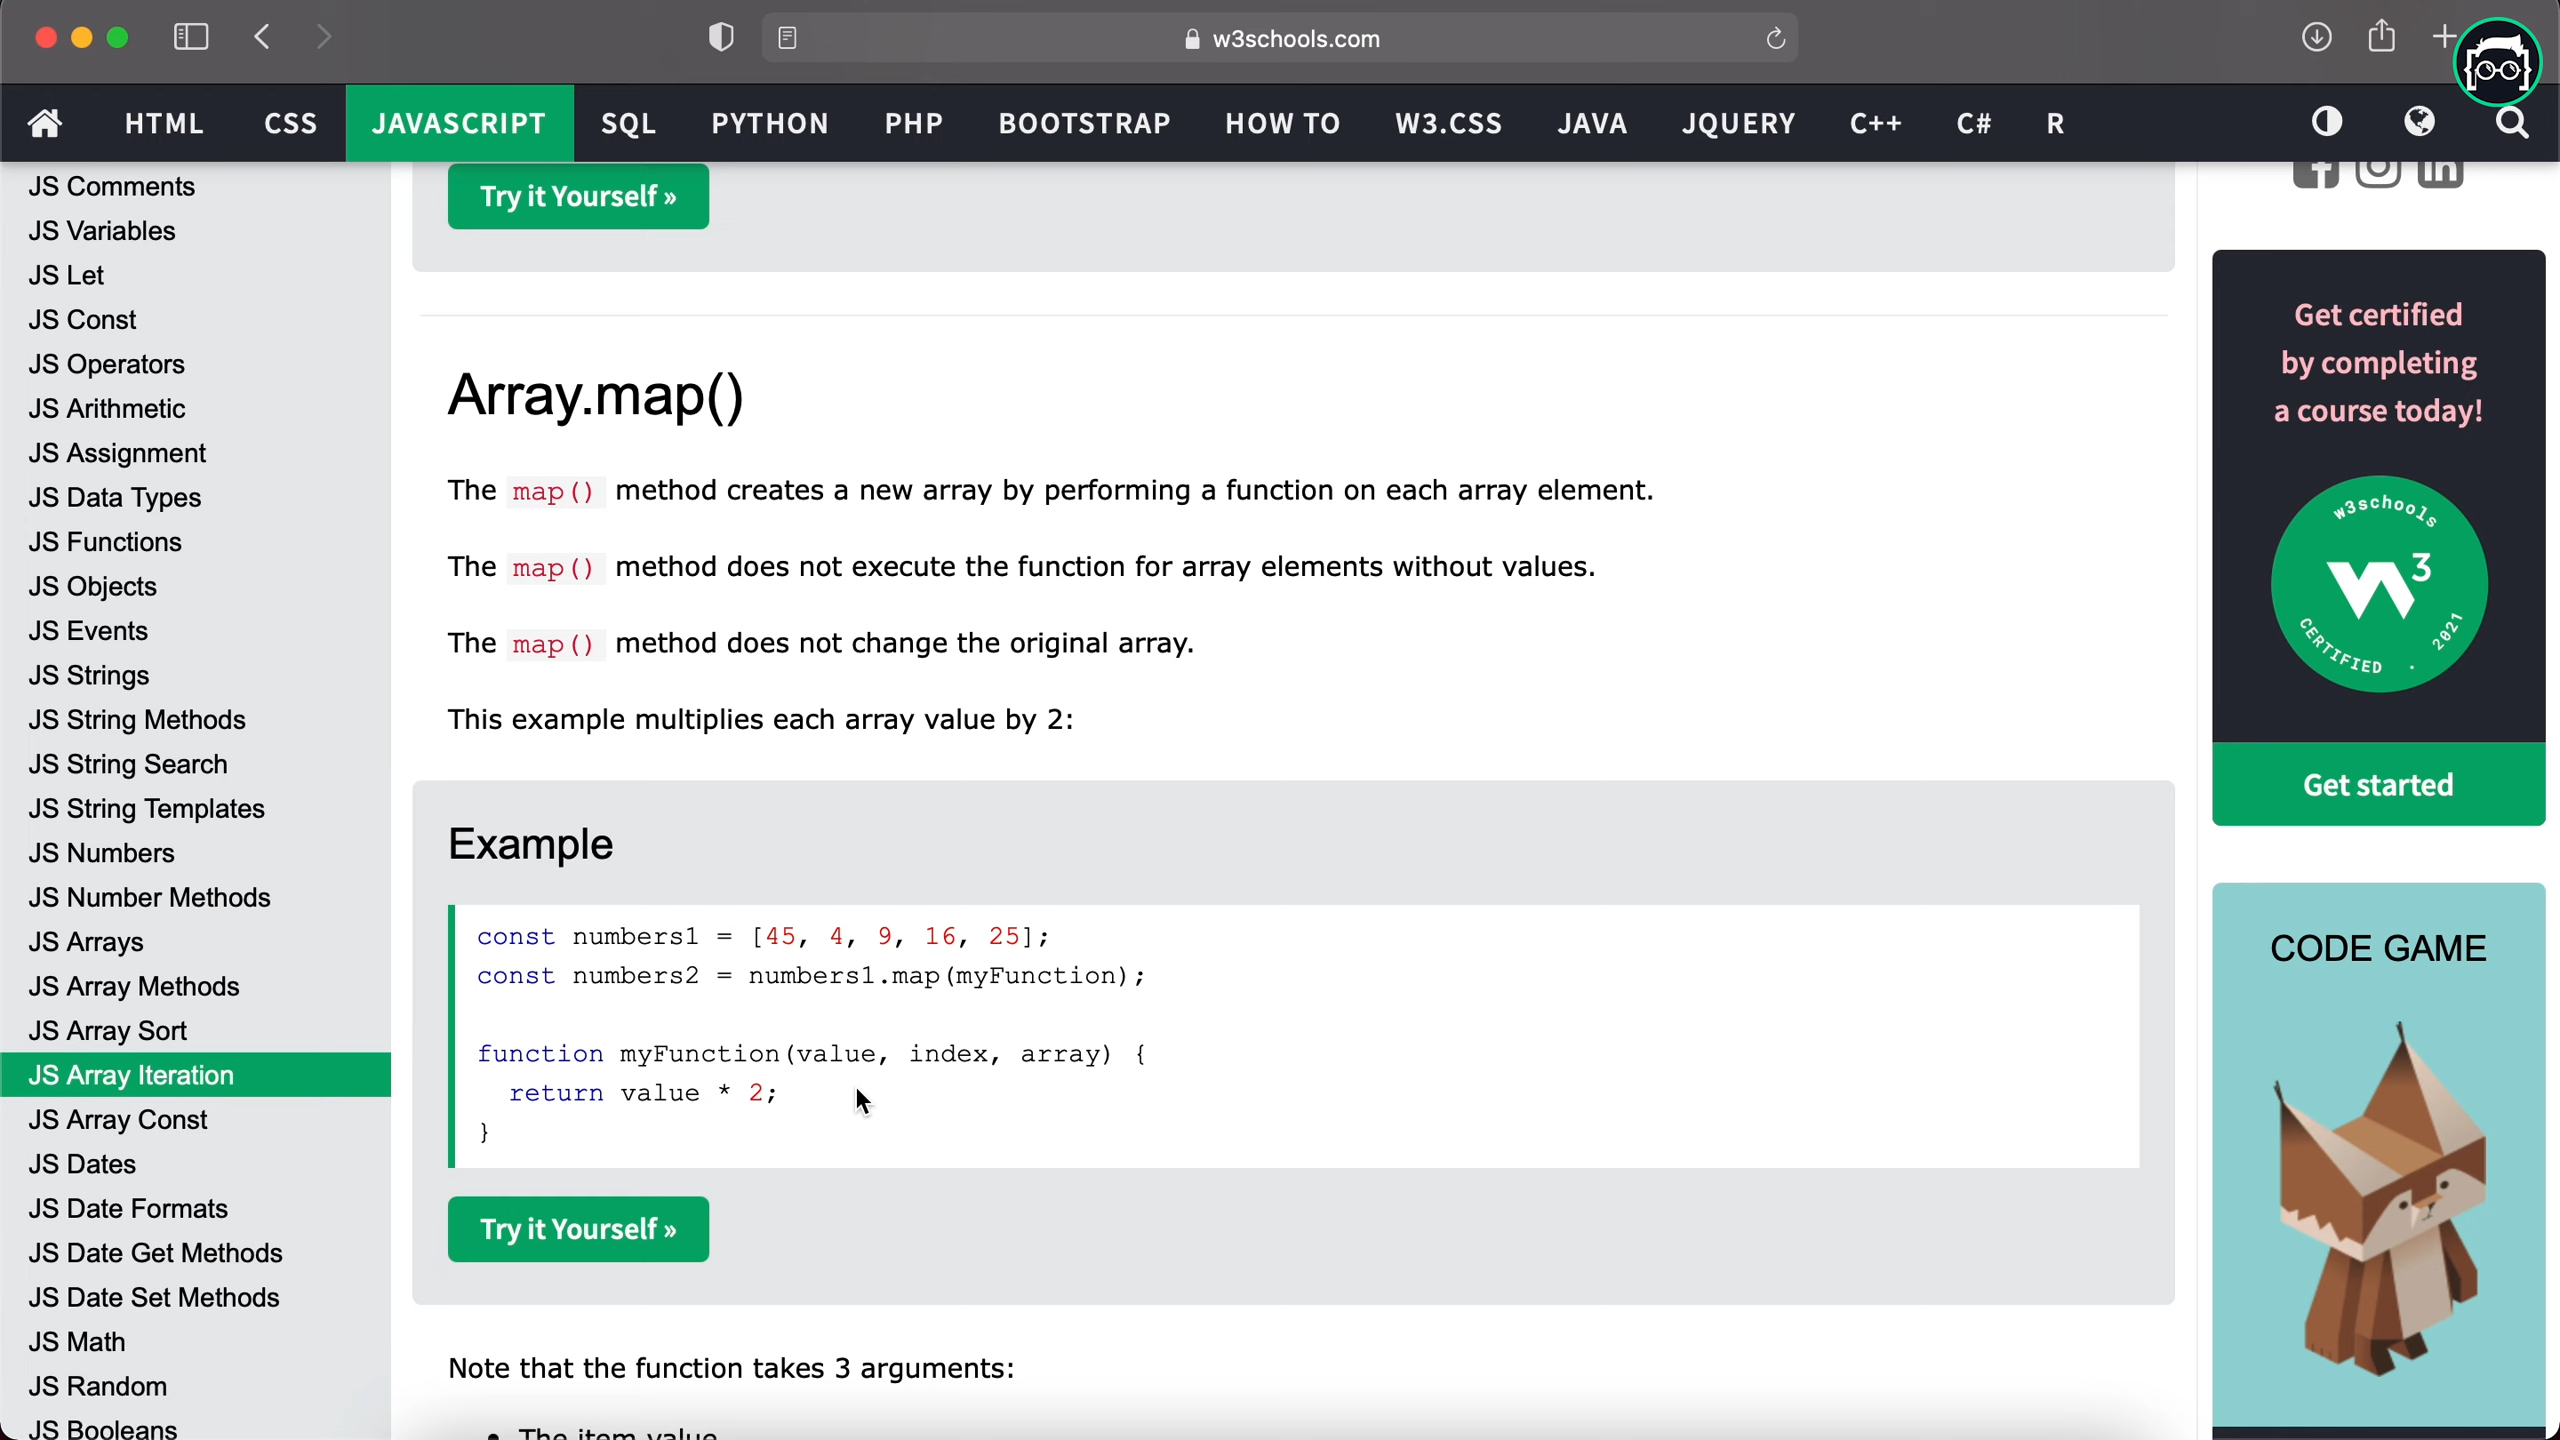 w3schools.com
HTML CSS JAVASCRIPT SQL PYTHON PHP BOOTSTRAP HOW TO W3.CSS JAVA JQUERY C++ C# R
JS Comments
JS Variables
JS Let
JS Const
JS Operators
JS Arithmetic
JS Assignment
JS Data Types
JS Functions
JS Objects
JS Events
JS Strings
JS String Methods
JS String Search
JS String Templates
JS Numbers
JS Number Methods
JS Arrays
JS Array Methods
JS Array Sort
JS Array Iteration
JS Array Const
JS Dates
JS Date Formats
JS Date Get Methods
JS Date Set Methods
JS Math
JS Random
JS Booleans
Try it Yourself »
Array.map()
The map() method creates a new array by performing a function on each array element.
The map() method does not execute the function for array elements without values.
The map() method does not change the original array.
This example multiplies each array value by 2:
Example
const numbers1 = [45, 4, 9, 16, 25];
const numbers2 = numbers1.map(myFunction);
function myFunction(value, index, array) {
return value * 2;
}
Try it Yourself »
Note that the function takes 3 arguments:
• The item value
Get certified
by completing
a course today!
w3schools
W3
CERTIFIED . 2021
Get started
CODE GAME